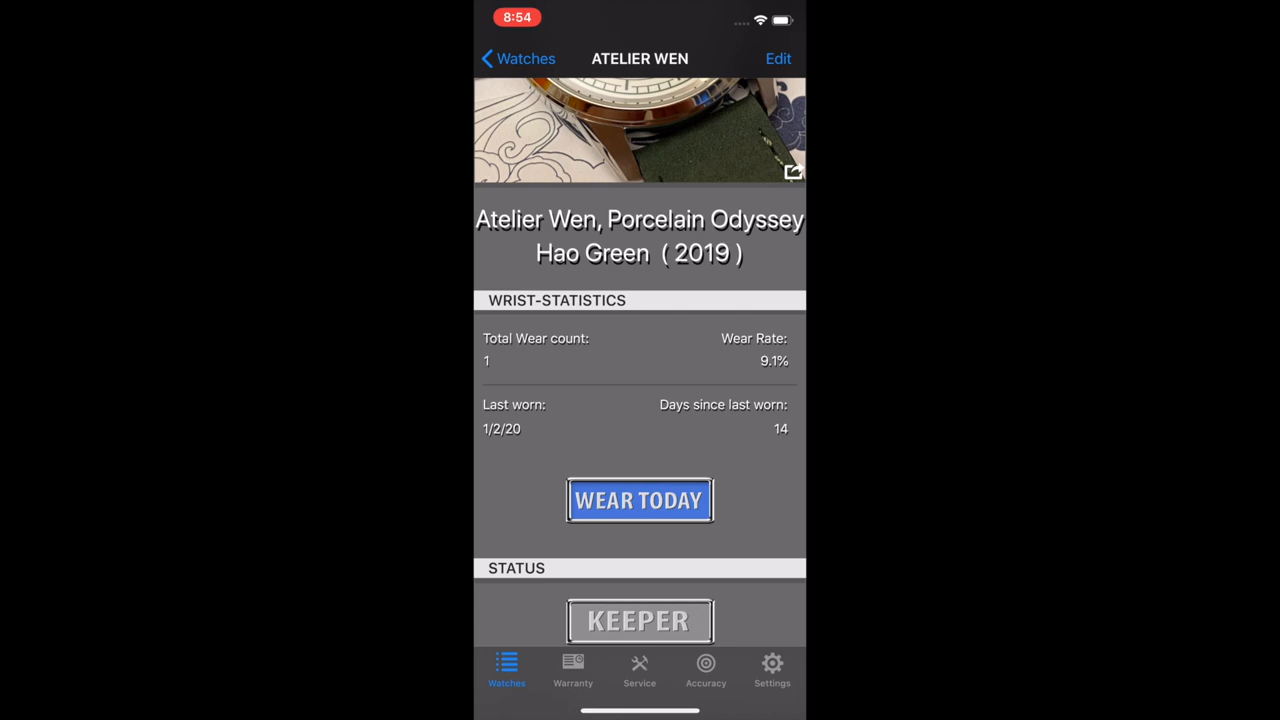 8:54
Watches ATELIER WEN Edit
Atelier Wen, Porcelain Odyssey
Hao Green ( 2019 )
WRIST-STATISTICS
Total Wear count: Wear Rate:
1 9.1%
Last worn: Days since last worn:
1/2/20 14
WEAR TODAY
STATUS
KEEPER
Watches Warranty Service Accuracy Settings